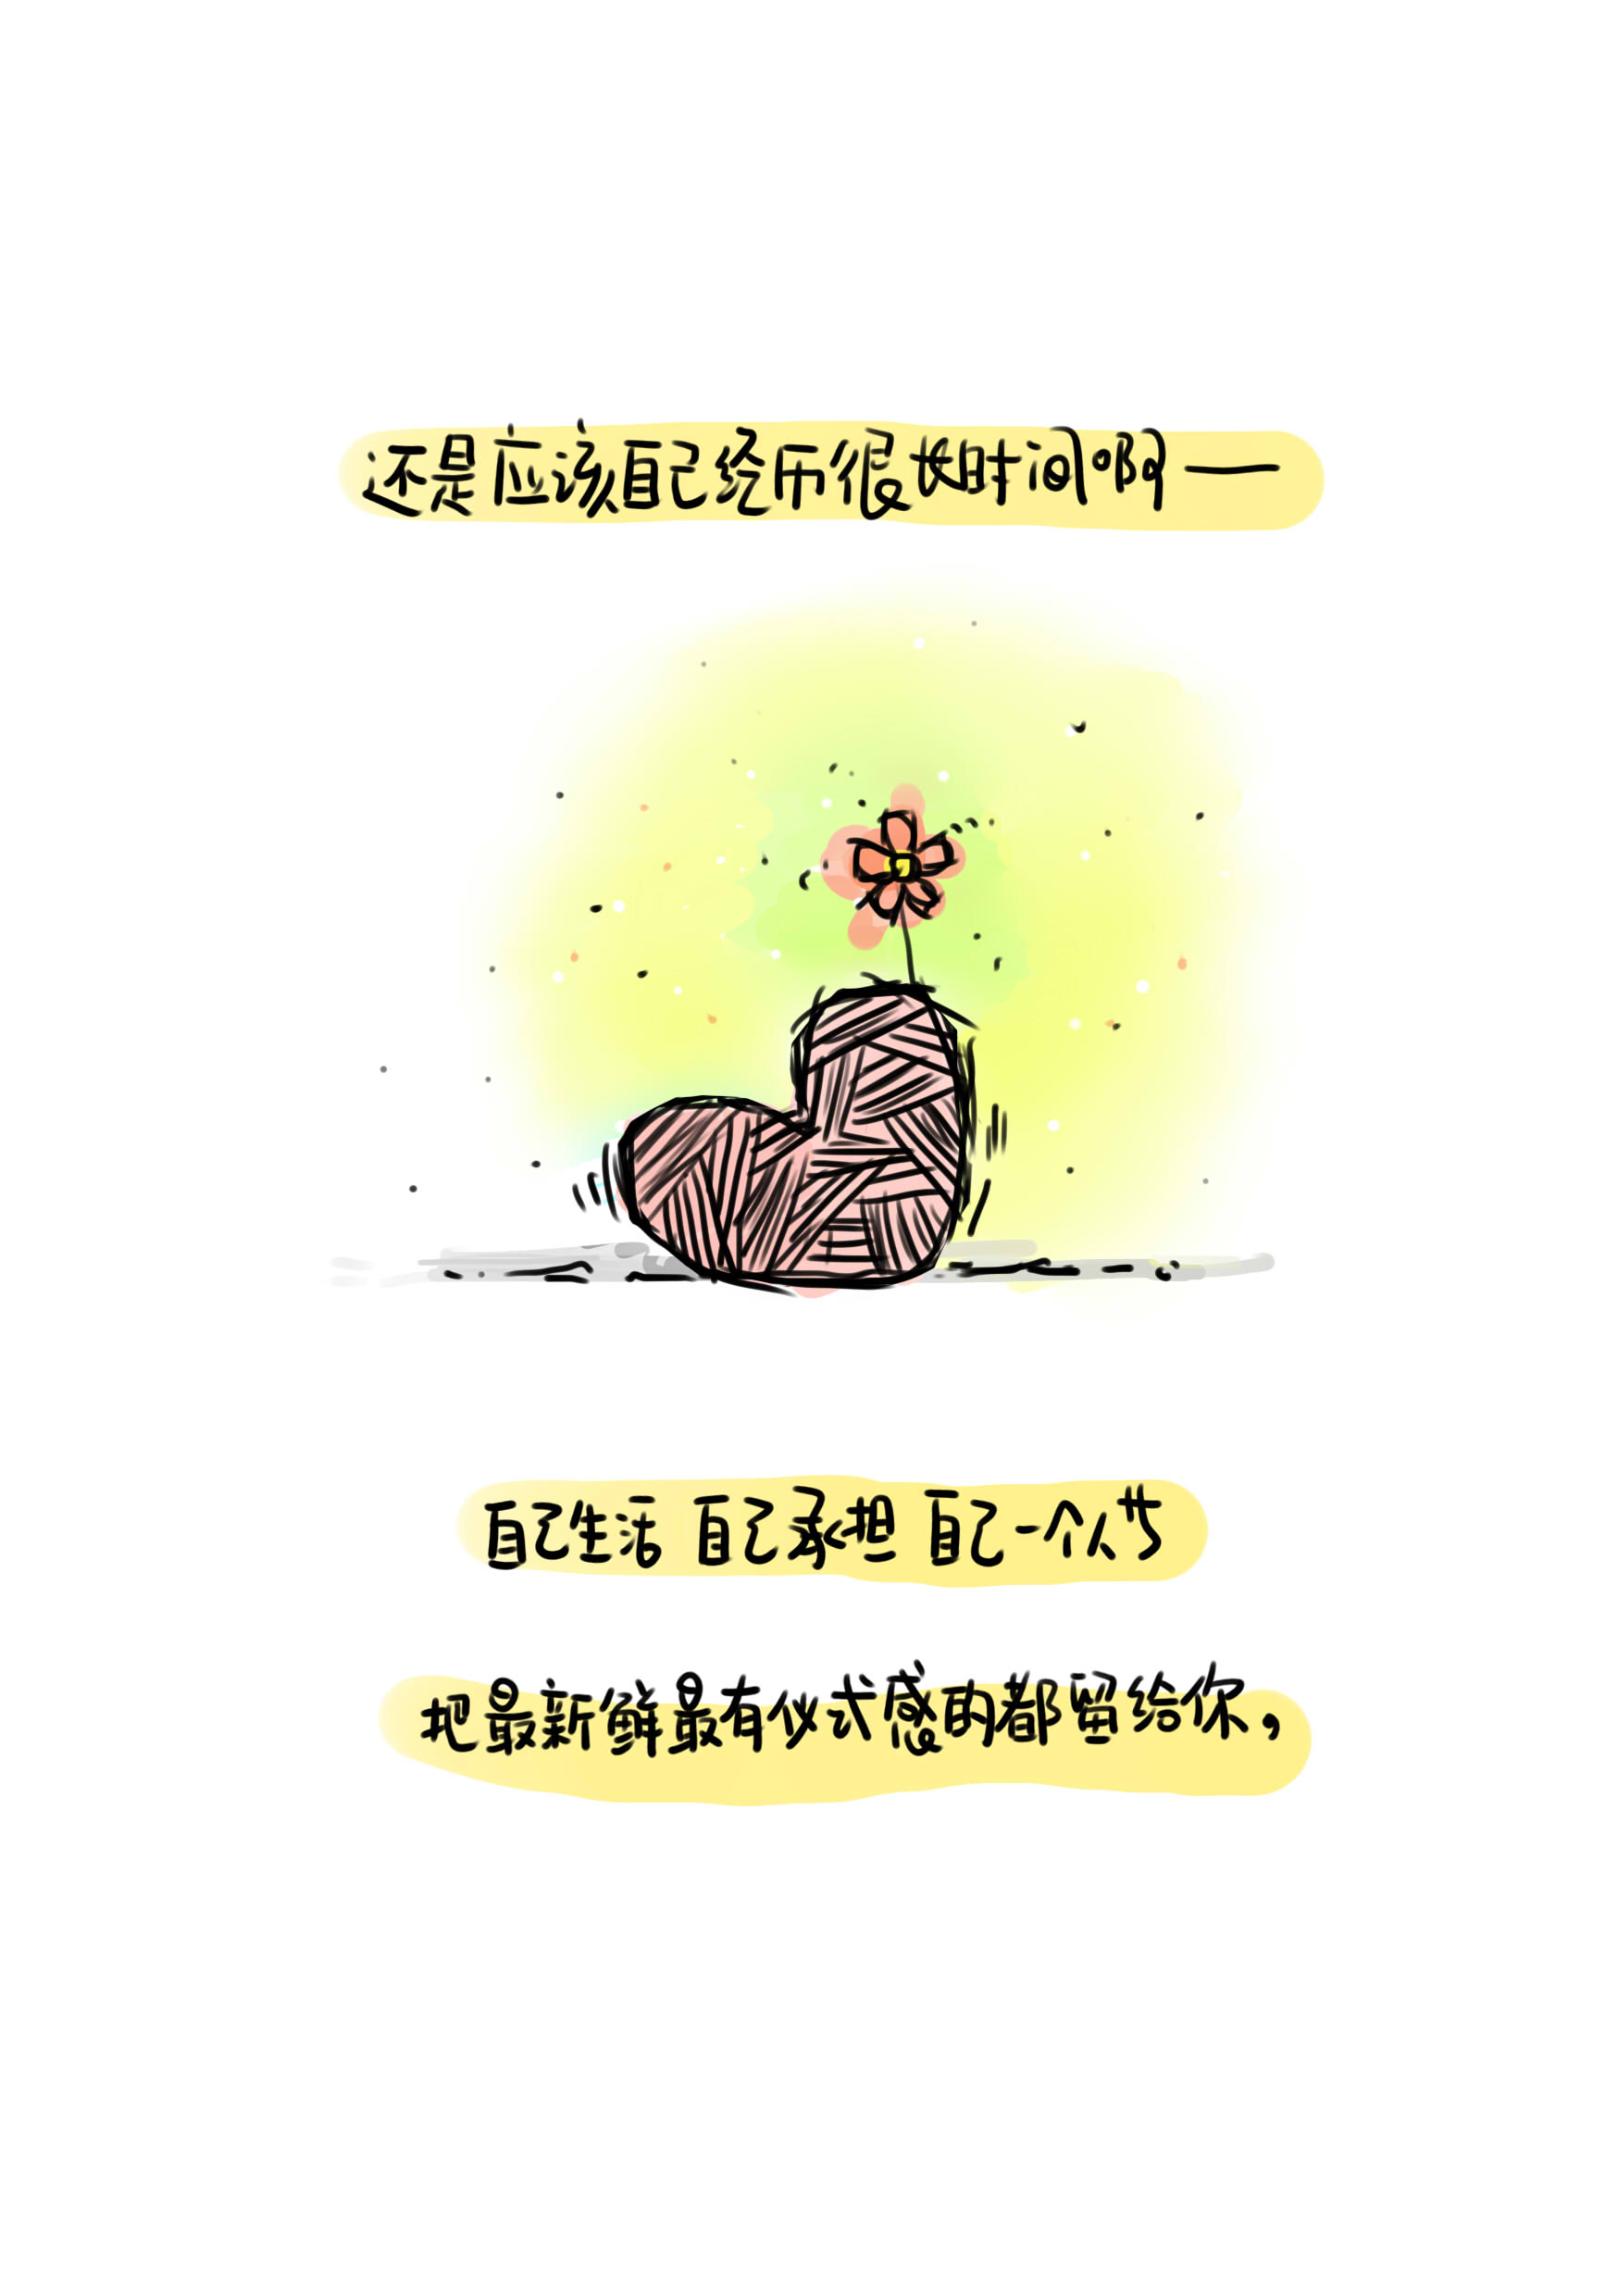 还是应该自己经历很长时间啊——
自己生活 自己承担 自己一个人
把最新鲜最有仪式感的都留给你,